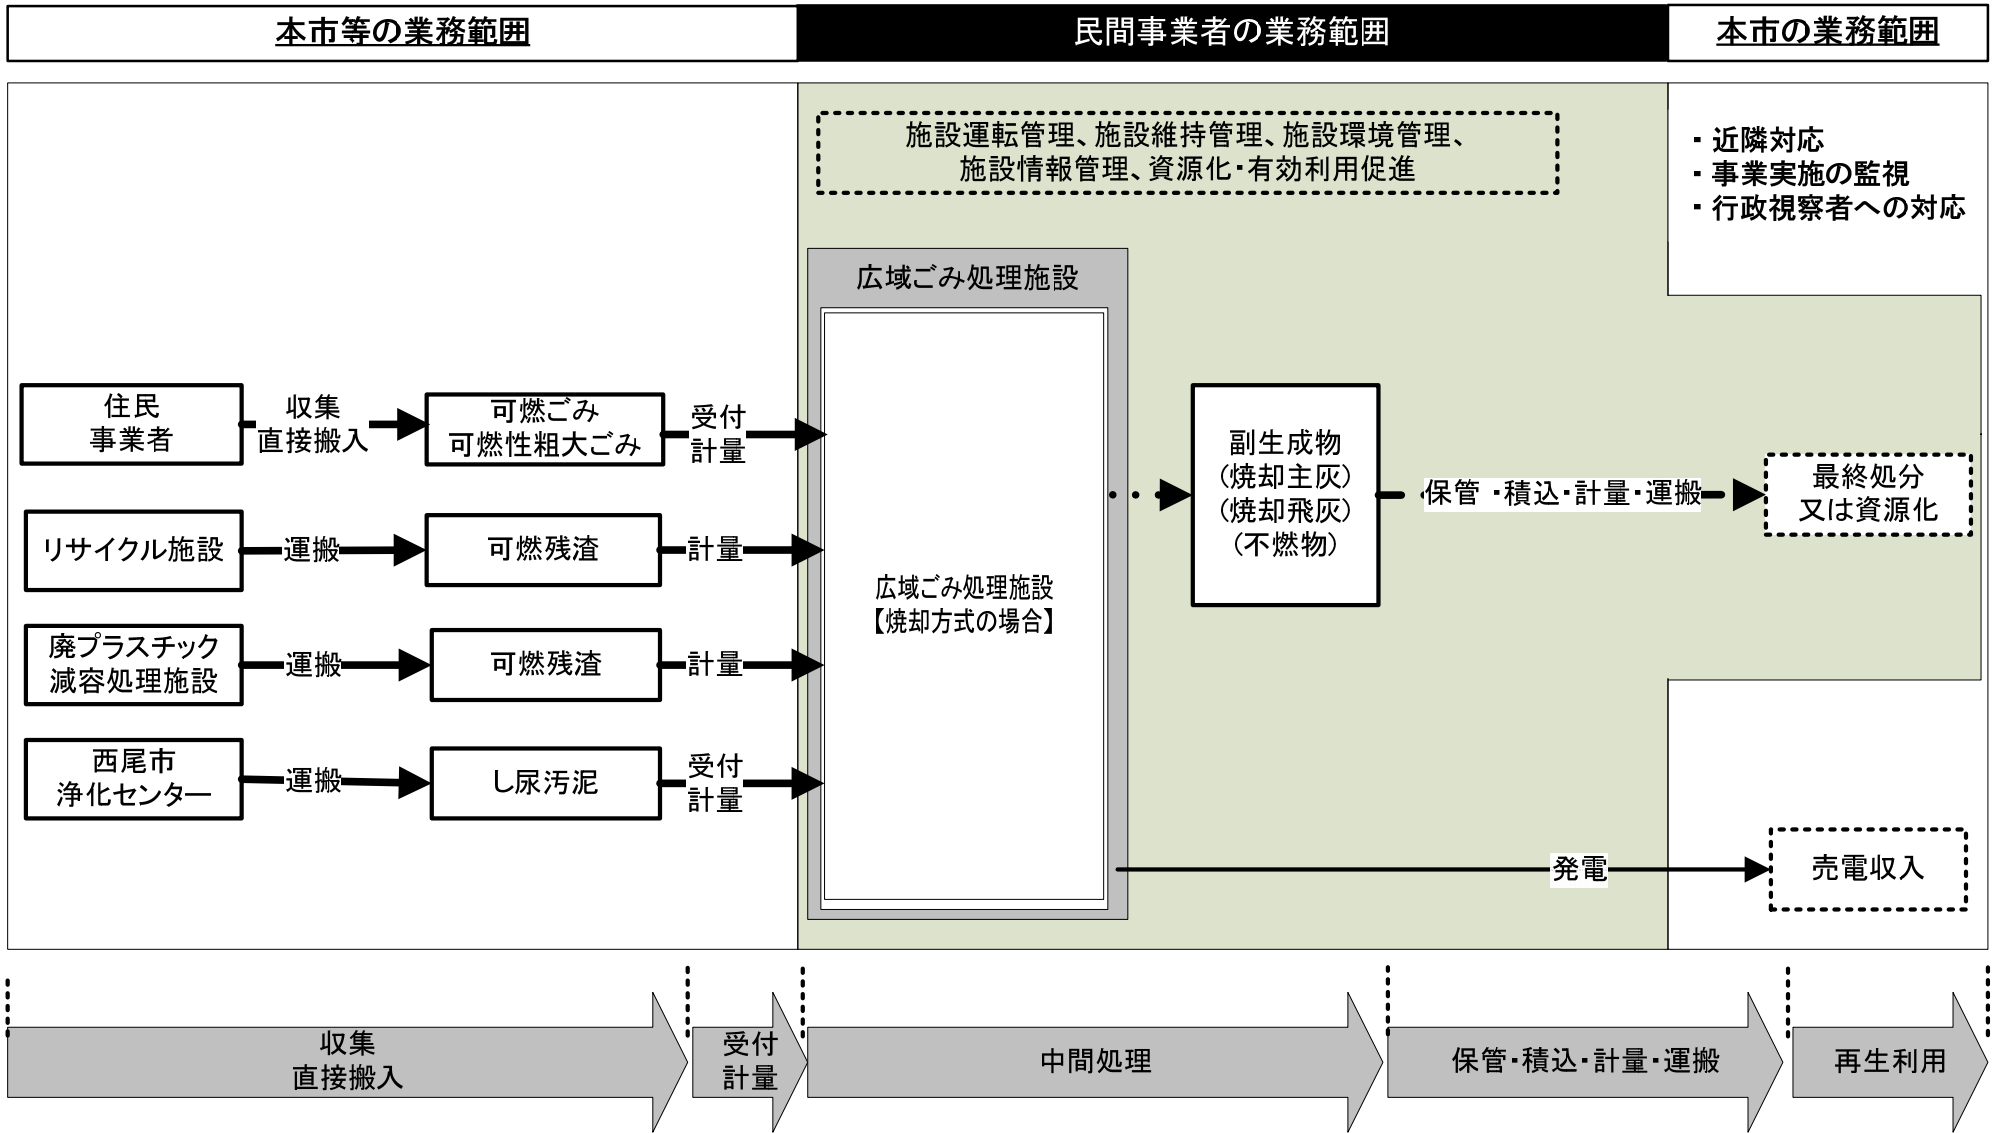 本市等の業務範囲
民間事業者の業務範囲
本市の業務範囲
施設運転管理、施設維持管理、施設環境管理、
施設情報管理、資源化・有効利用促進
・近隣対応
・事業実施の監視
・行政視察者への対応
広域ごみ処理施設
住民
事業者
収集
直接搬入
可燃ごみ
可燃性粗大ごみ
受付
計量
リサイクル施設
運搬
可燃残渣
計量
廃プラスチック
減容処理施設
運搬
可燃残渣
計量
西尾市
浄化センター
運搬
し尿汚泥
受付
計量
広域ごみ処理施設
【焼却方式の場合】
副生成物
（焼却主灰）
（焼却飛灰）
（不燃物）
保管・積込・計量・運搬
最終処分
又は資源化
発電
売電収入
収集
直接搬入
受付
計量
中間処理
保管・積込・計量・運搬
再生利用